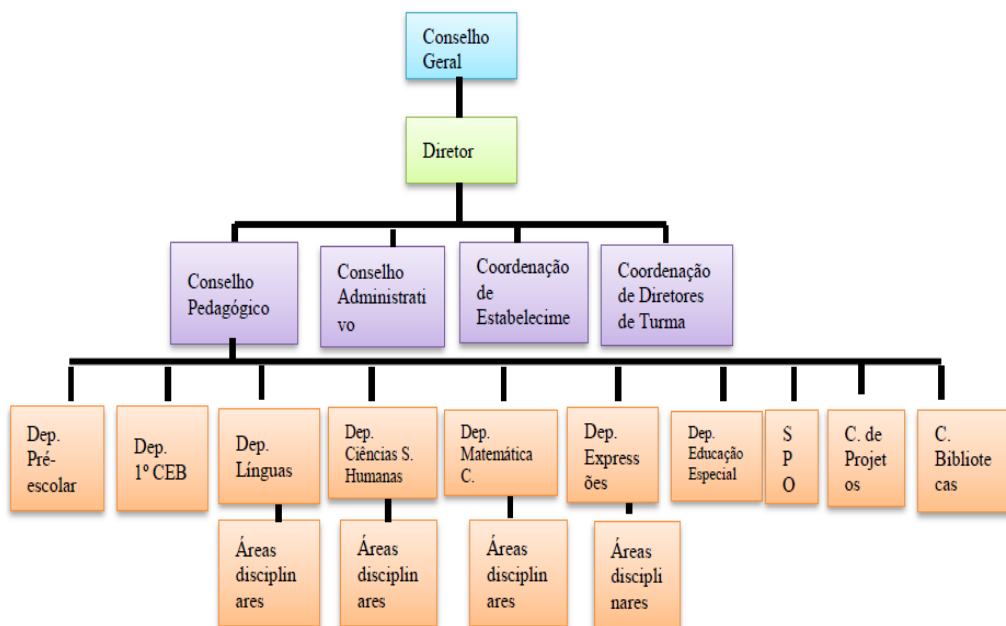 Conselho
Geral
Diretor
Conselho
Pedagógico
Conselho
Administrati
vo
Coordenação
de
Estabelecime
Coordenação
de Diretores
de Turma
Dep.
Pré-
escolar
Dep.
1º CEB
Dep.
Línguas
Dep.
Ciências S.
Humanas
Dep.
Matemática
C.
Dep.
Express
ões
Dep.
Educação
Especial
S
P
O
C. de
Projet
os
C.
Bibliote
cas
Áreas
disciplin
ares
Áreas
disciplin
ares
Áreas
disciplin
ares
Áreas
discipli
nares